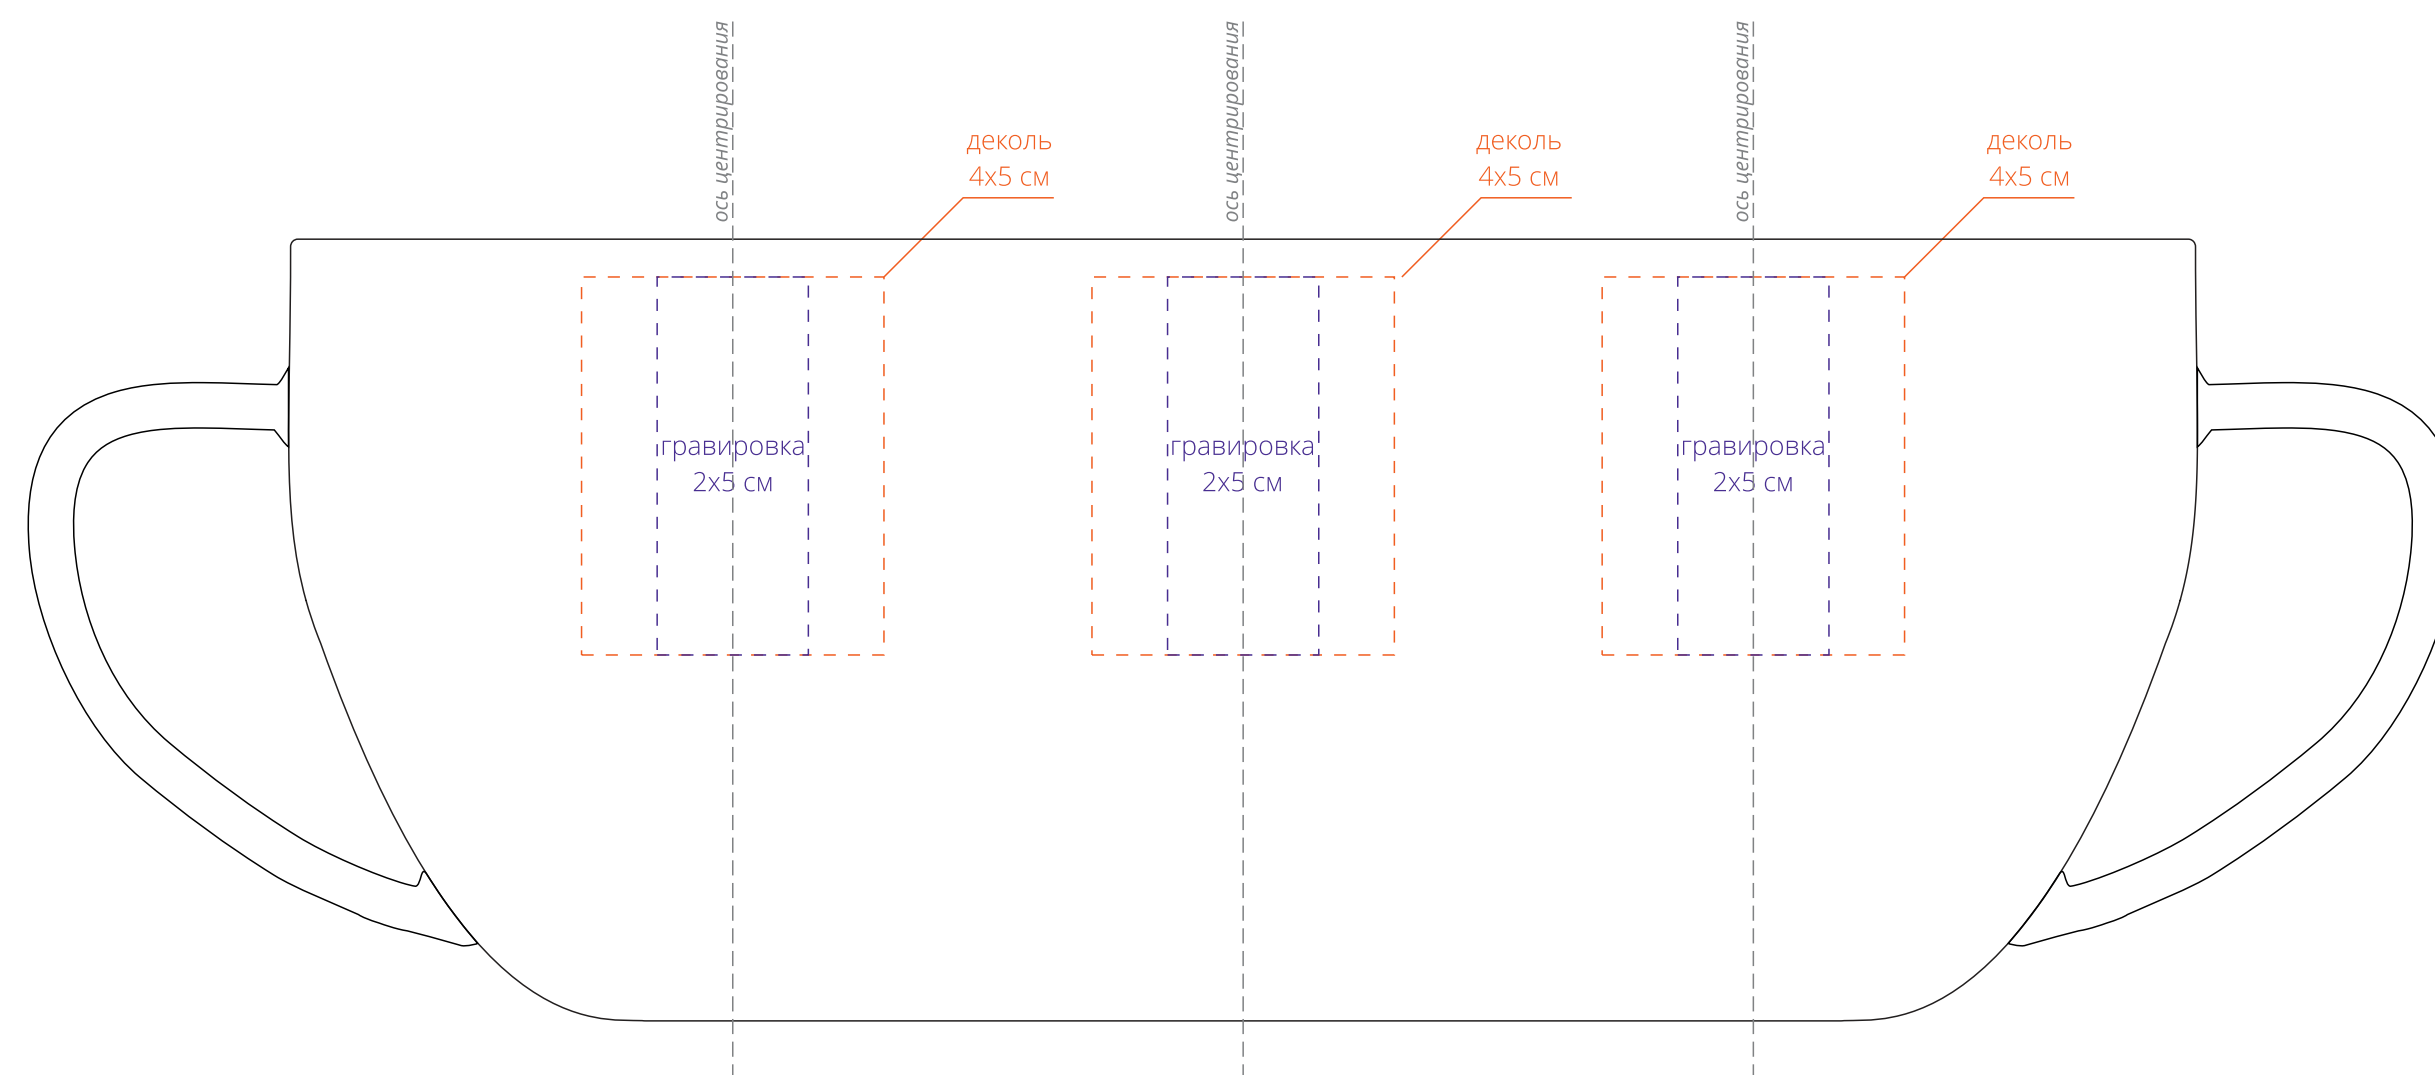 ось центрирования
ось центрирования
ось центрирования
деколь
4х5 см
деколь
4х5 см
деколь
4х5 см
гравировка
2х5 см
гравировка
2х5 см
гравировка
2х5 см